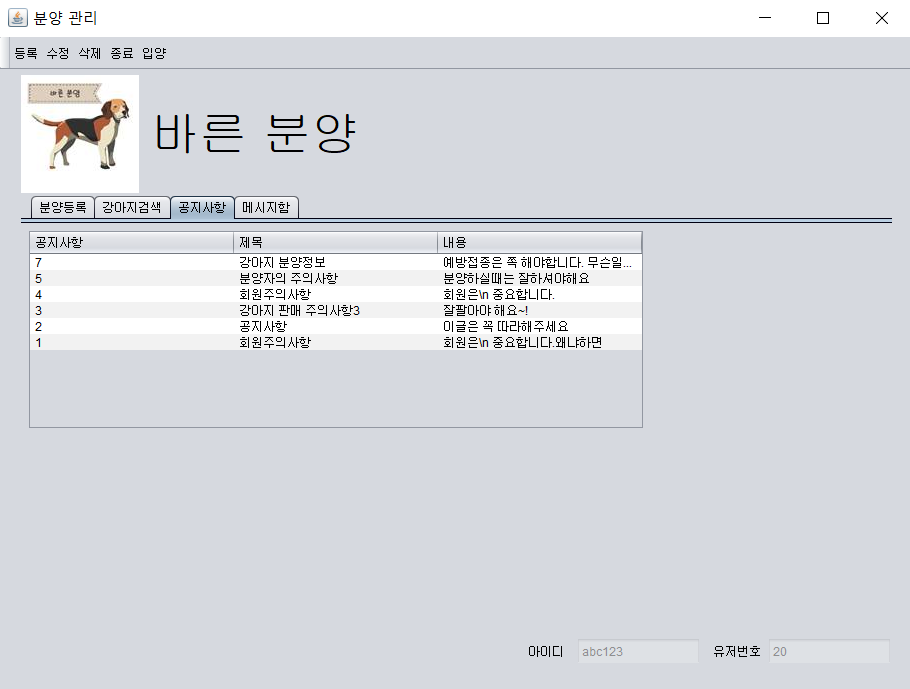 분양 관리
등록 수정 삭제 종료 입양
바른 분양
바른 분양
분양등록 강아지검색 공지사항 메시지함
공지사항 제목 내용
7 강아지 분양정보 예방접종은 쪽 해야합니다. 무슨일...
5 분양자의 주의사항 분양하실때는 잘하셔야해요
4 회원주의사항 회원은\n 중요합니다.
3 강아지 판매 주의사항3 잘팔아야 해요~!
2 공지사항 이글은 꼭 따라해주세요
1 회원주의사항 회원은\n 중요합니다.왜냐하면
아이디 abc123 유저번호 20